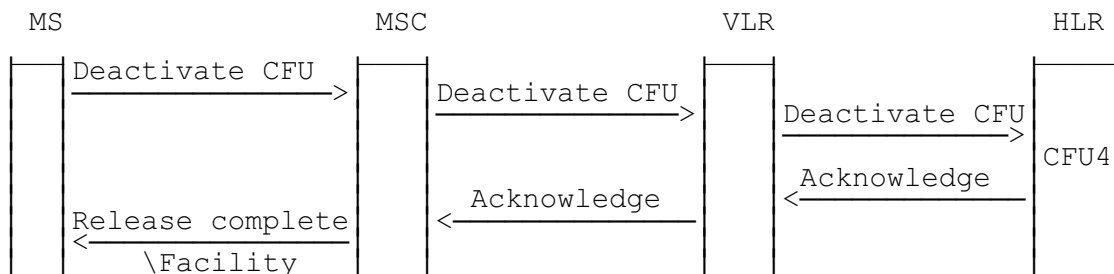 MS MSC VLR HLR
Deactivate CFU
Deactivate CFU
Deactivate CFU
CFU4
Acknowledge
Acknowledge
Release complete
\Facility